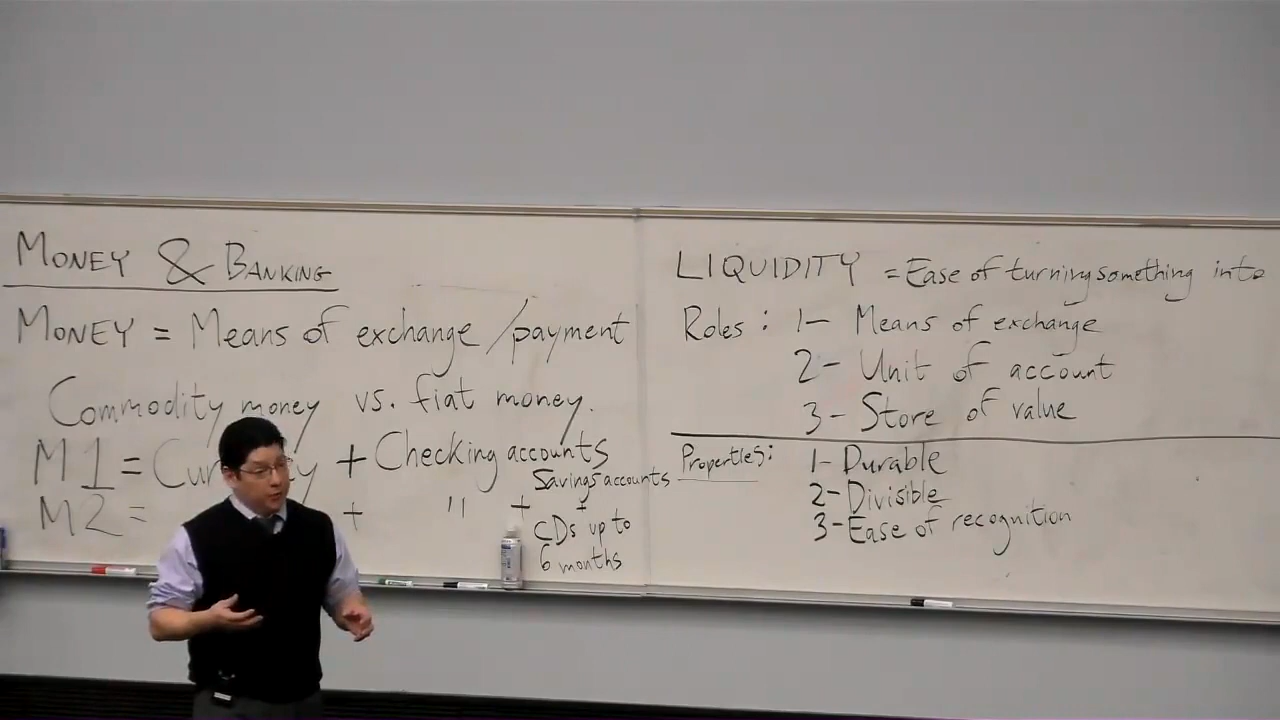 MONEY & BANKING
MONEY = Means of exchange/payment
Commodity money vs. fiat money.
M1 = + Checking accounts
M2 = + " + Savings accounts
+
CDs up to
6 months
LIQUIDITY = Ease of turning something into
Roles: 1- Means of exchange
2- Unit of account
3- Store of value
Properties: 1- Durable
2- Divisible
3- Ease of recognition